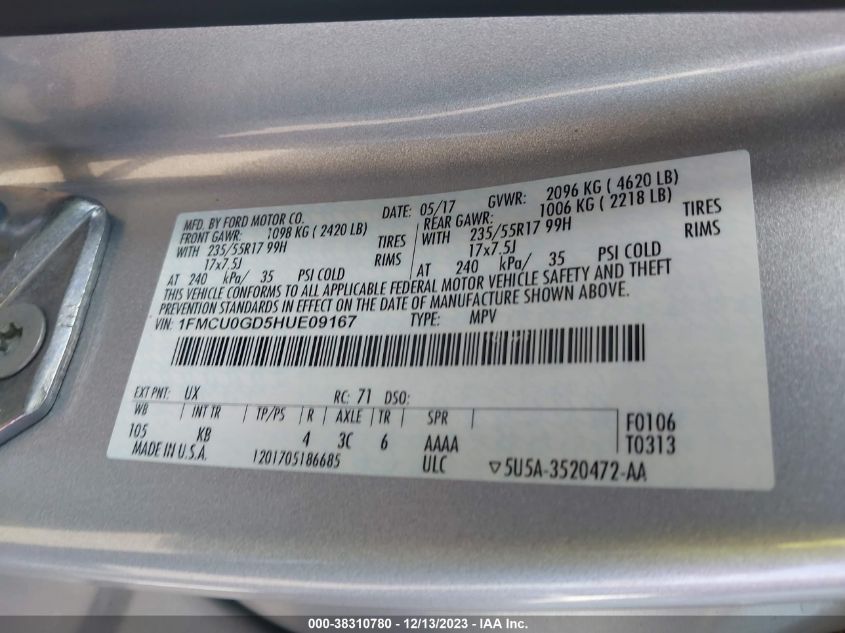 MFD. BY FORD MOTOR CO. DATE: 05/17 GVWR: 2096 KG ( 4620 LB)
FRONT GAWR: 1098 KG ( 2420 LB) REAR GAWR: 1006 KG ( 2218 LB)
WITH 235/55R17 99H TIRES WITH 235/55R17 99H TIRES
17x7.5J RIMS 17x7.5J RIMS
AT 240 kPa/ 35 PSI COLD AT 240 kPa/ 35 PSI COLD
THIS VEHICLE CONFORMS TO ALL APPLICABLE FEDERAL MOTOR VEHICLE SAFETY AND THEFT
PREVENTION STANDARDS IN EFFECT ON THE DATE OF MANUFACTURE SHOWN ABOVE.
VIN: 1FMCU0GD5HUE09167 TYPE: MPV
EXT PNT: UX RC: 71 DSO:
WB INT TR TP/PS R AXLE TR SPR F0106
105 KB 4 3C 6 AAAA T0313
MADE IN U.S.A. 1201705186685 ULC ▽5U5A-3520472-AA
000-38310780 - 12/13/2023 - IAA Inc.